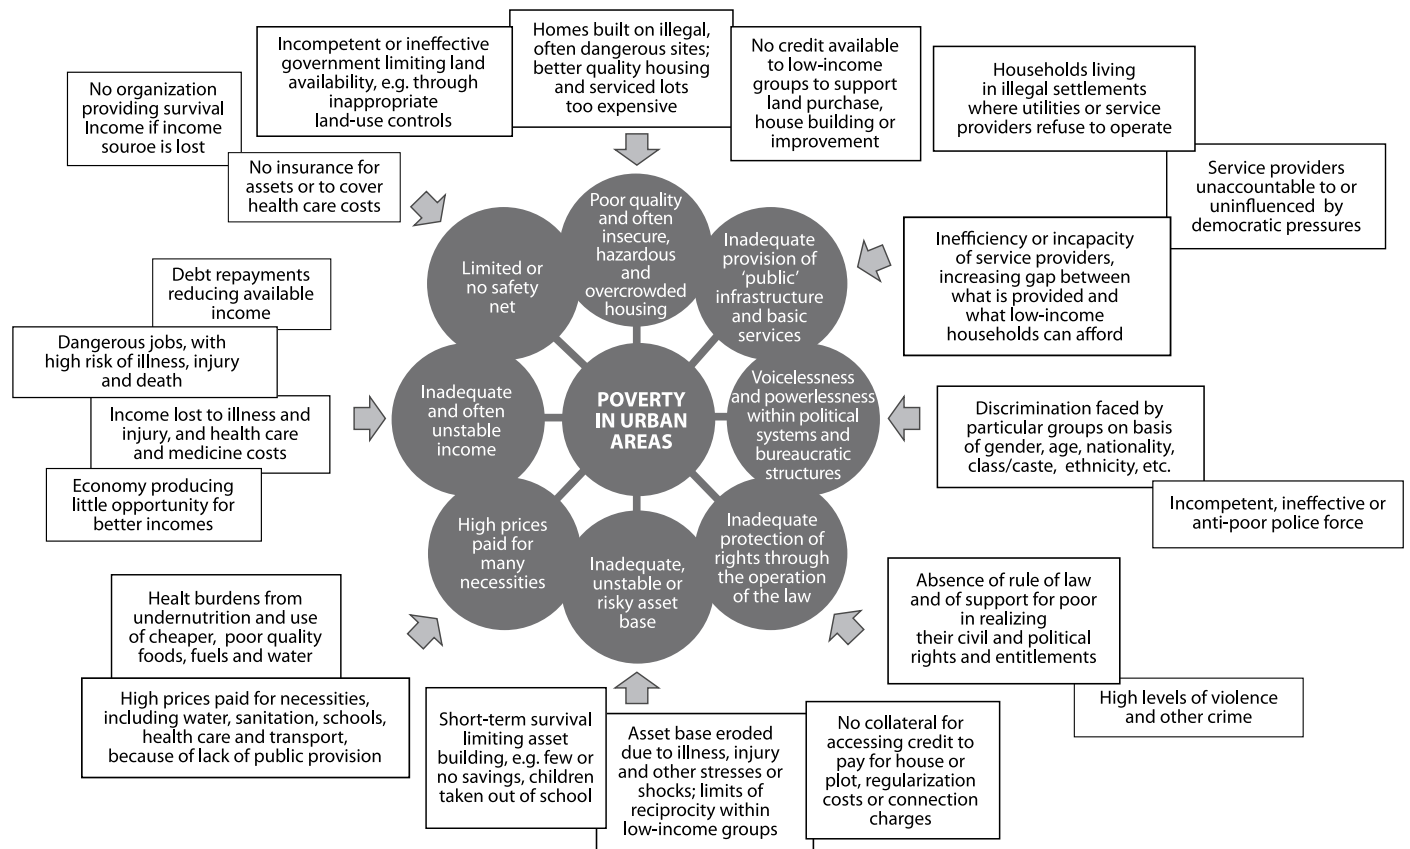 Homes built on illegal,
often dangerous sites;
better quality housing
and serviced lots
too expensive
Incompetent or ineffective
government limiting land
availability, e.g. through
inappropriate
land-use controls
No credit available
to low-income
groups to support
land purchase,
house building or
improvement
No organization
providing survival
Income if income
souroe is lost
No insurance for
assets or to cover
health care costs
Households living
in illegal settlements
where utilities or service
providers refuse to operate
Service providers
unaccountable to or
uninfluenced by
democratic pressures
Inefficiency or incapacity
of service providers,
increasing gap between
what is provided and
what low-income
households can afford
Poor quality
and often
insecure,
hazardous
and
overcrowded
housing
Limited or
no safety
net
Inadequate
provision of
‘public’
infrastructure
and basic
services
Debt repayments
reducing available
income
Dangerous jobs, with
high risk of illness, injury
and death
Income lost to illness and
injury, and health care
and medicine costs
Economy producing
little opportunity for
better incomes
Inadequate
and often
unstable
income
POVERTY
IN URBAN
AREAS
Voicelessness
and powerlessness
within political
systems and
bureaucratic
structures
Discrimination faced by
particular groups on basis
of gender, age, nationality,
class/caste, ethnicity, etc.
Incompetent, ineffective or
anti-poor police force
High prices
paid for
many
necessities
Inadequate,
unstable or
risky asset
base
Inadequate
protection of
rights through
the operation
of the law
Absence of rule of law
and of support for poor
in realizing
their civil and political
rights and entitlements
High levels of violence
and other crime
Healt burdens from
undernutrition and use
of cheaper, poor quality
foods, fuels and water
High prices paid for necessities,
including water, sanitation, schools,
health care and transport,
because of lack of public provision
Short-term survival
limiting asset
building, e.g. few or
no savings, children
taken out of school
Asset base eroded
due to illness, injury
and other stresses or
shocks; limits of
reciprocity within
low-income groups
No collateral for
accessing credit to
pay for house or
plot, regularization
costs or connection
charges